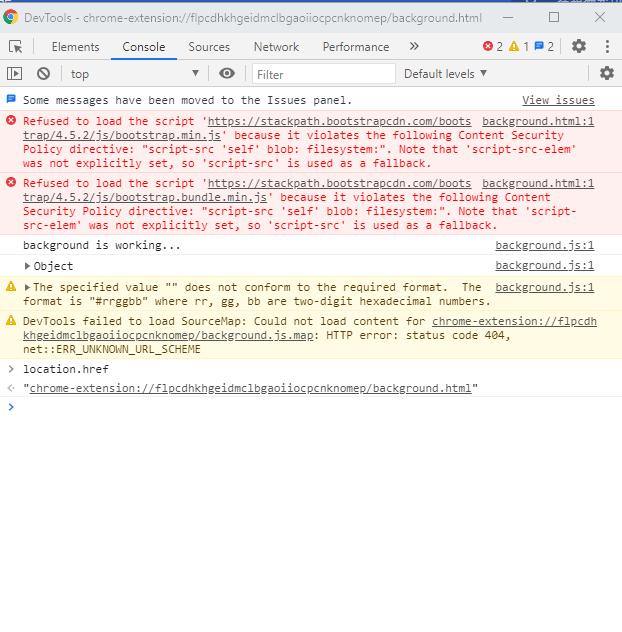 DevTools - chrome-extension://flpcdhkhgeidmclbgaoiiocpcnknomep/background.html
Elements Console Sources Network Performance » 2 1 2
top ▼ Filter Default levels ▼
Some messages have been moved to the Issues panel. View issues
Refused to load the script 'https://stackpath.bootstrapcdn.com/boots background.html:1
trap/4.5.2/js/bootstrap.min.js' because it violates the following Content Security
Policy directive: "script-src 'self' blob: filesystem:". Note that 'script-src-elem'
was not explicitly set, so 'script-src' is used as a fallback.
Refused to load the script 'https://stackpath.bootstrapcdn.com/boots background.html:1
trap/4.5.2/js/bootstrap.bundle.min.js' because it violates the following Content
Security Policy directive: "script-src 'self' blob: filesystem:". Note that 'script-
src-elem' was not explicitly set, so 'script-src' is used as a fallback.
background is working... background.js:1
Object background.js:1
The specified value "" does not conform to the required format.  The background.js:1
format is "#rrggbb" where rr, gg, bb are two-digit hexadecimal numbers.
DevTools failed to load SourceMap: Could not load content for chrome-extension://flpcdh
khgeidmclbgaoiiocpcnknomep/background.js.map: HTTP error: status code 404,
net::ERR_UNKNOWN_URL_SCHEME
location.href
"chrome-extension://flpcdhkhgeidmclbgaoiiocpcnknomep/background.html"